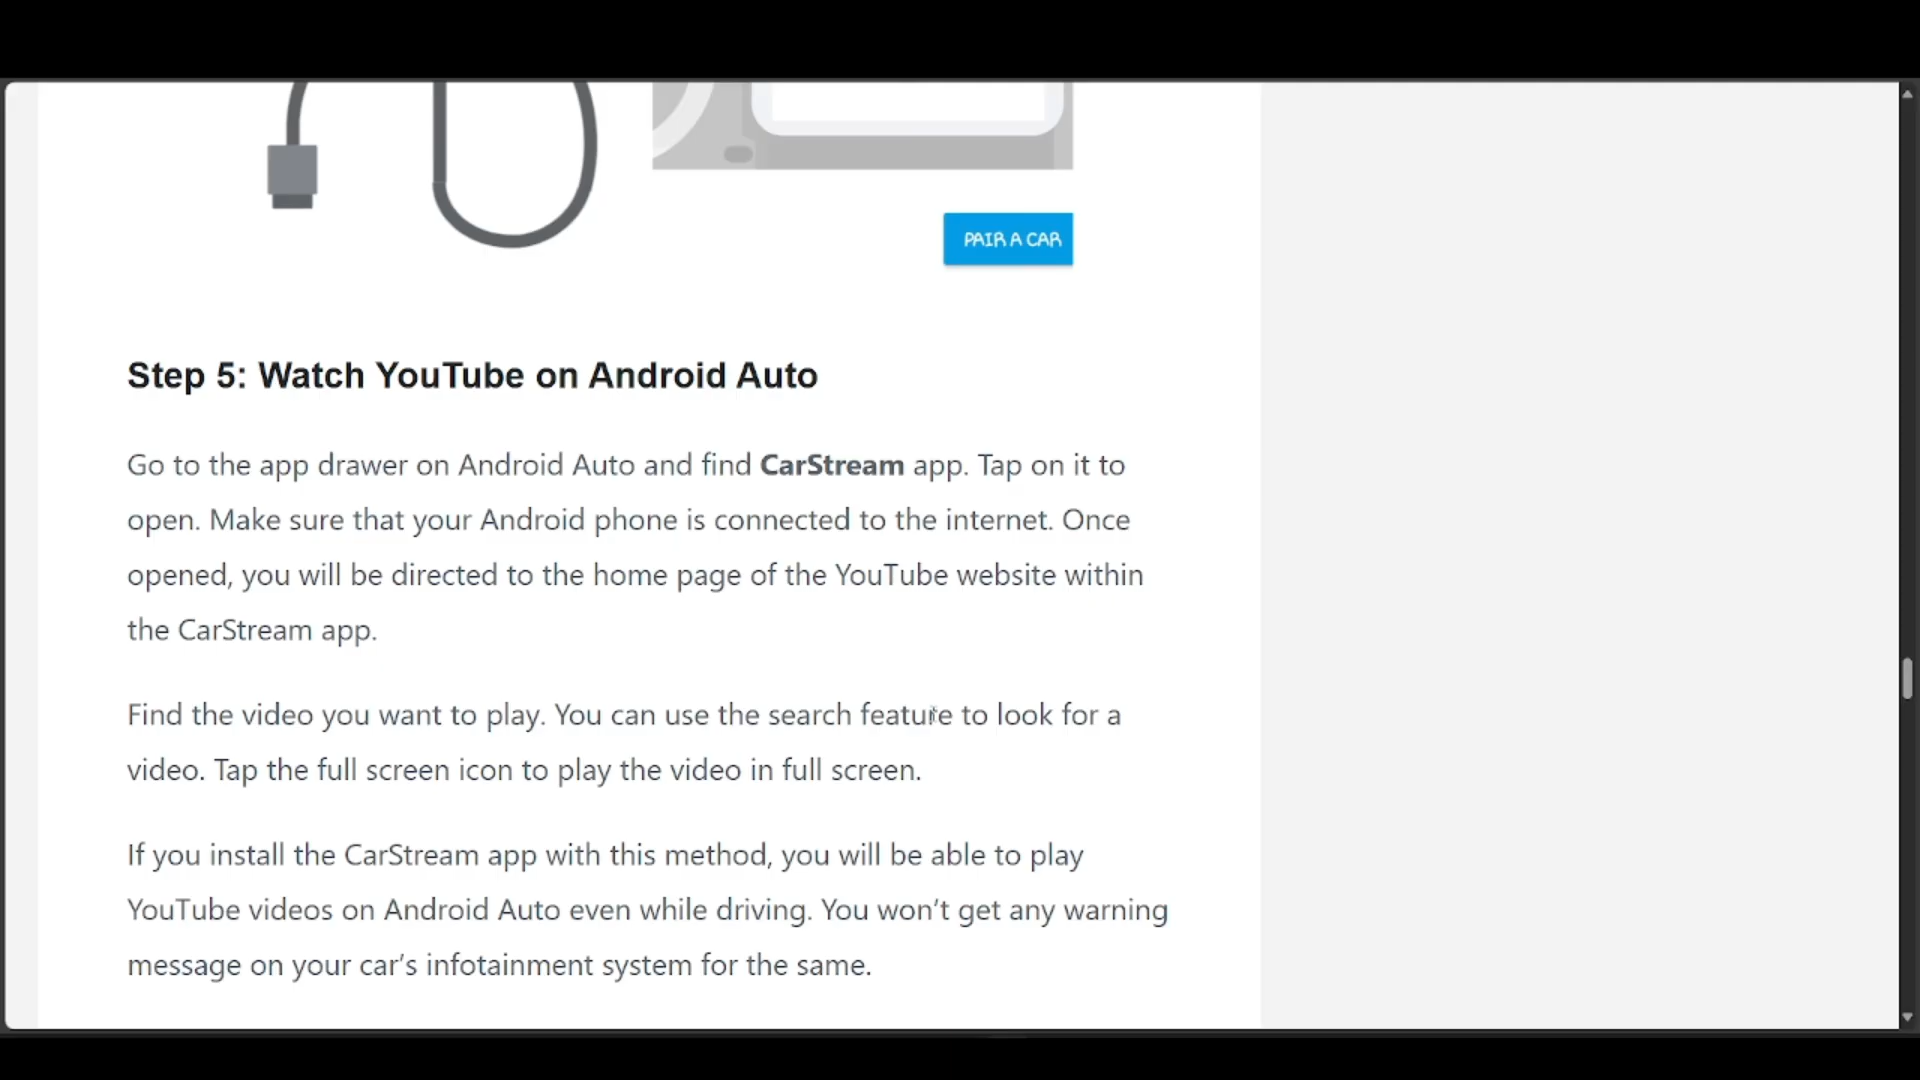 PAIR A CAR
Step 5: Watch YouTube on Android Auto
Go to the app drawer on Android Auto and find CarStream app. Tap on it to
open. Make sure that your Android phone is connected to the internet. Once
opened, you will be directed to the home page of the YouTube website within
the CarStream app.
Find the video you want to play. You can use the search feature to look for a
video. Tap the full screen icon to play the video in full screen.
If you install the CarStream app with this method, you will be able to play
YouTube videos on Android Auto even while driving. You won’t get any warning
message on your car’s infotainment system for the same.